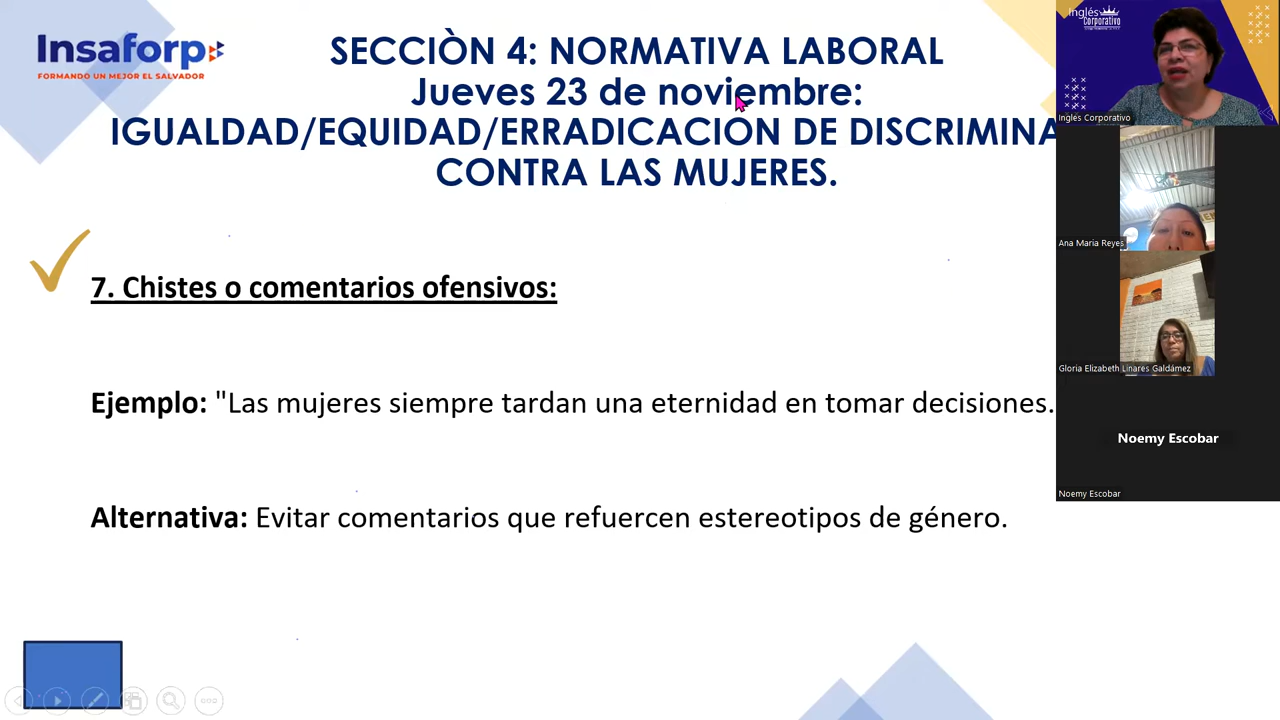 Insaforp
FORMANDO UN MEJOR EL SALVADOR
SECCIÒN 4: NORMATIVA LABORAL
Jueves 23 de noviembre:
IGUALDAD/EQUIDAD/ERRADICACIÓN DE DISCRIMINA
CONTRA LAS MUJERES.
7. Chistes o comentarios ofensivos:
Ejemplo: "Las mujeres siempre tardan una eternidad en tomar decisiones.
Alternativa: Evitar comentarios que refuercen estereotipos de género.
Inglés
Corporativo
Inglés Corporativo
Ana Maria Reyes
Gloria Elizabeth Linares Galdámez
Noemy Escobar
Noemy Escobar